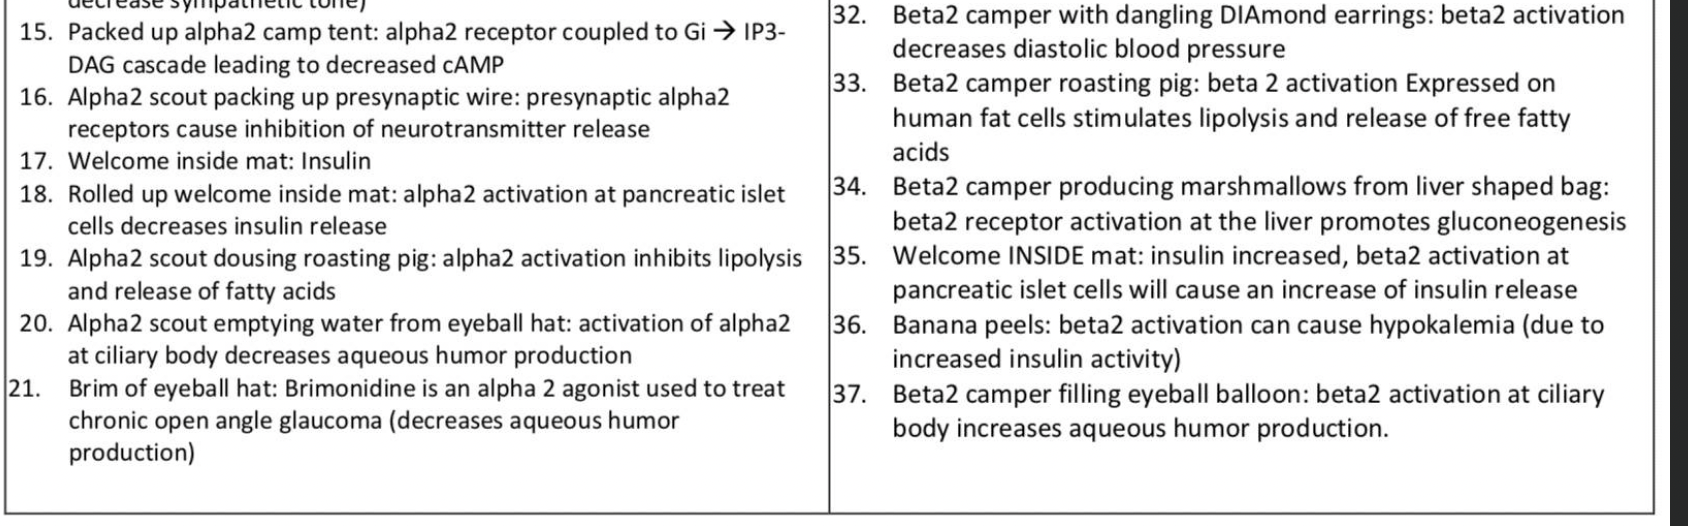 decrease sympathetic tone)
15. Packed up alpha2 camp tent: alpha2 receptor coupled to Gi → IP3-
DAG cascade leading to decreased cAMP
16. Alpha2 scout packing up presynaptic wire: presynaptic alpha2
receptors cause inhibition of neurotransmitter release
17. Welcome inside mat: Insulin
18. Rolled up welcome inside mat: alpha2 activation at pancreatic islet
cells decreases insulin release
19. Alpha2 scout dousing roasting pig: alpha2 activation inhibits lipolysis
and release of fatty acids
20. Alpha2 scout emptying water from eyeball hat: activation of alpha2
at ciliary body decreases aqueous humor production
21. Brim of eyeball hat: Brimonidine is an alpha 2 agonist used to treat
chronic open angle glaucoma (decreases aqueous humor
production)
32. Beta2 camper with dangling DIAmond earrings: beta2 activation
decreases diastolic blood pressure
33. Beta2 camper roasting pig: beta 2 activation Expressed on
human fat cells stimulates lipolysis and release of free fatty
acids
34. Beta2 camper producing marshmallows from liver shaped bag:
beta2 receptor activation at the liver promotes gluconeogenesis
35. Welcome INSIDE mat: insulin increased, beta2 activation at
pancreatic islet cells will cause an increase of insulin release
36. Banana peels: beta2 activation can cause hypokalemia (due to
increased insulin activity)
37. Beta2 camper filling eyeball balloon: beta2 activation at ciliary
body increases aqueous humor production.